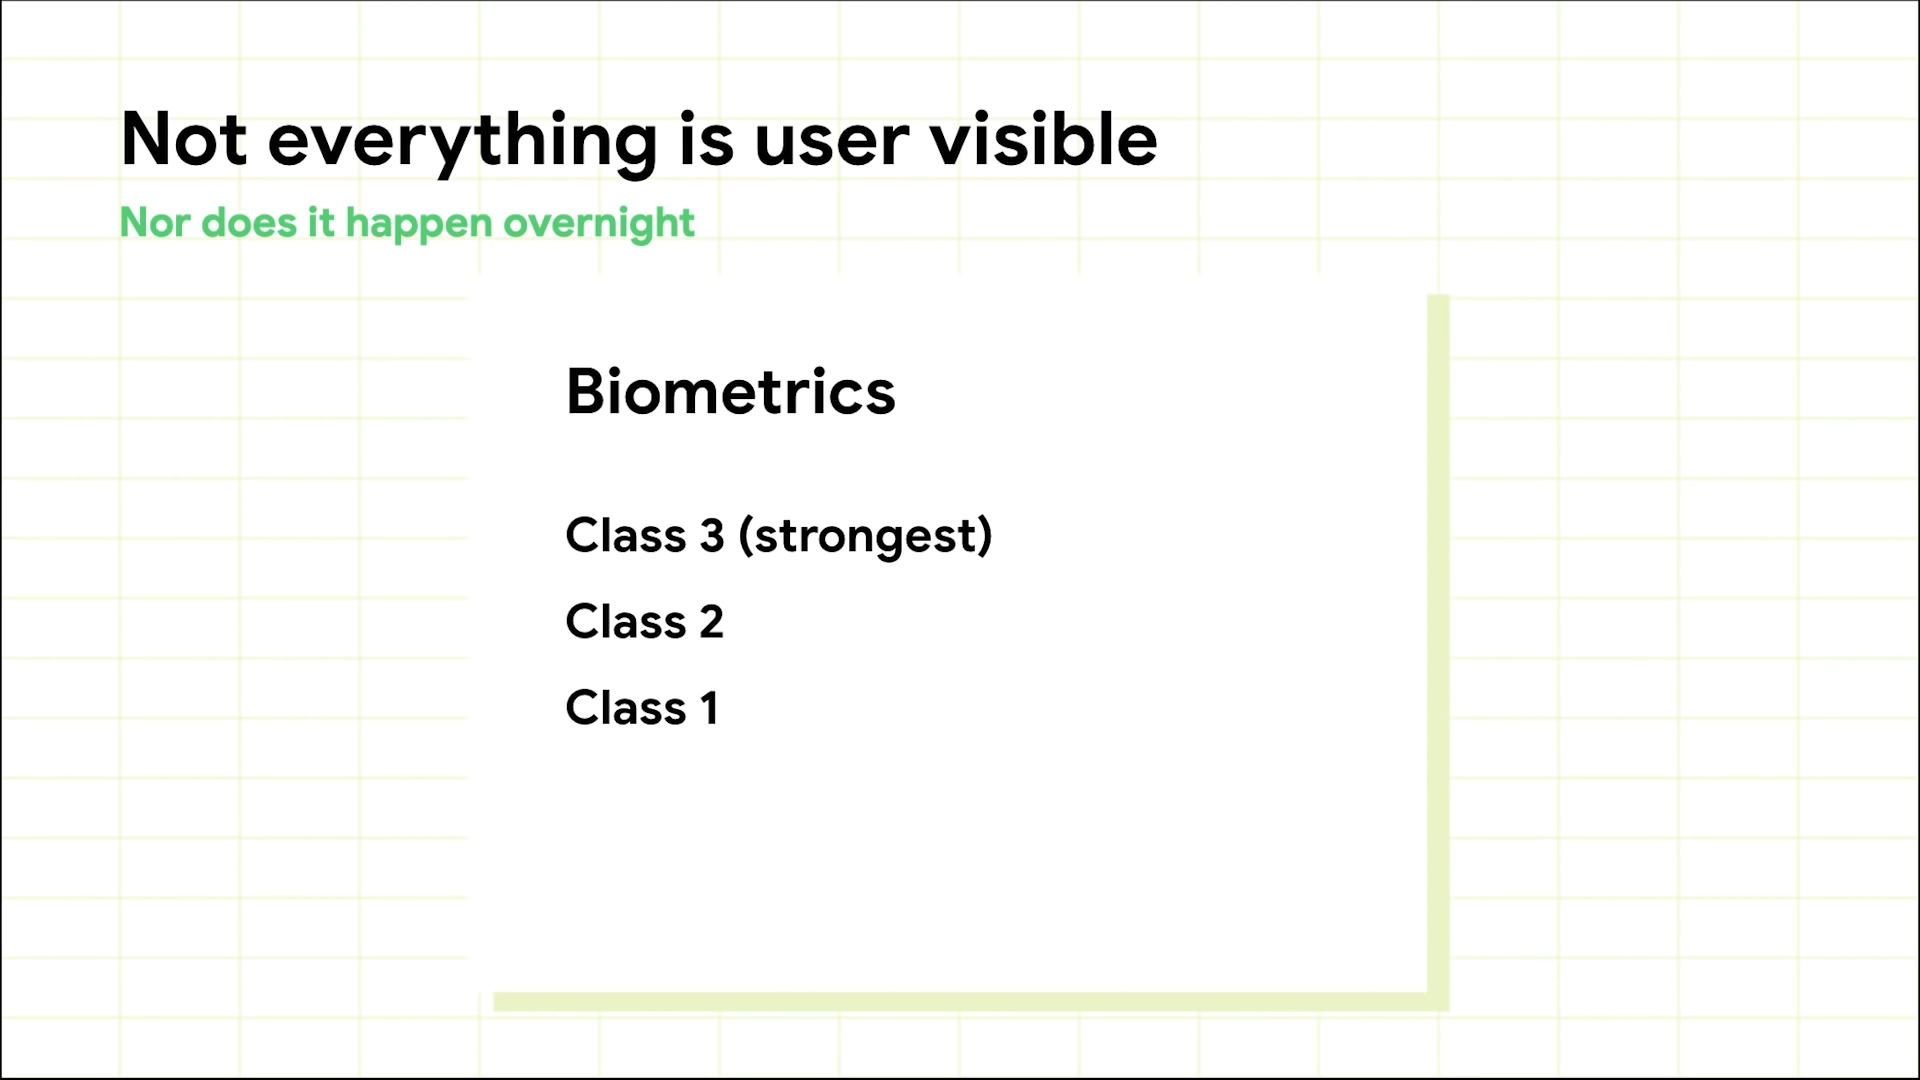 Not everything is user visible
Nor does it happen overnight
Biometrics
Class 3 (strongest)
Class 2
Class 1